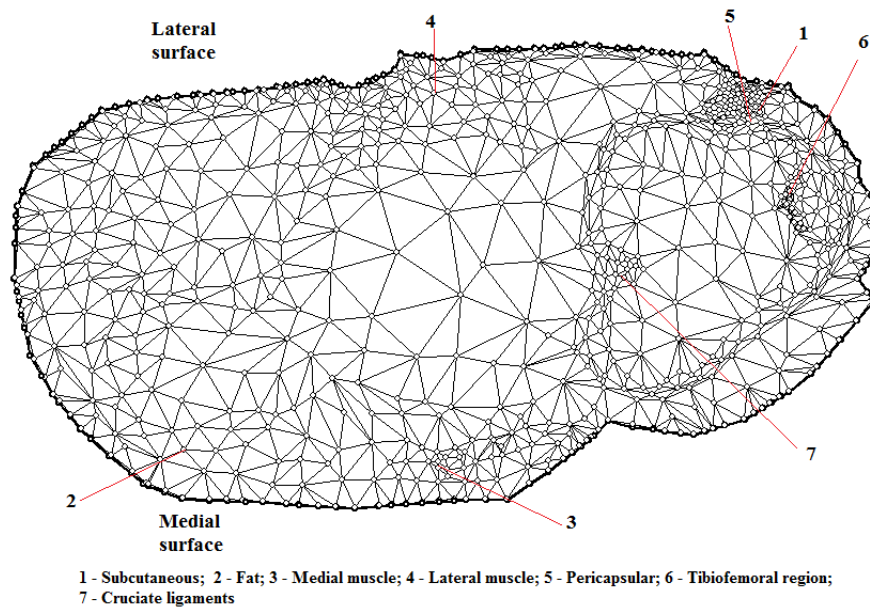 Lateral
surface
4
5
1
6
7
2
3
Medial
surface
1 - Subcutaneous; 2 - Fat; 3 - Medial muscle; 4 - Lateral muscle; 5 - Pericapsular; 6 - Tibiofemoral region;
7 - Cruciate ligaments